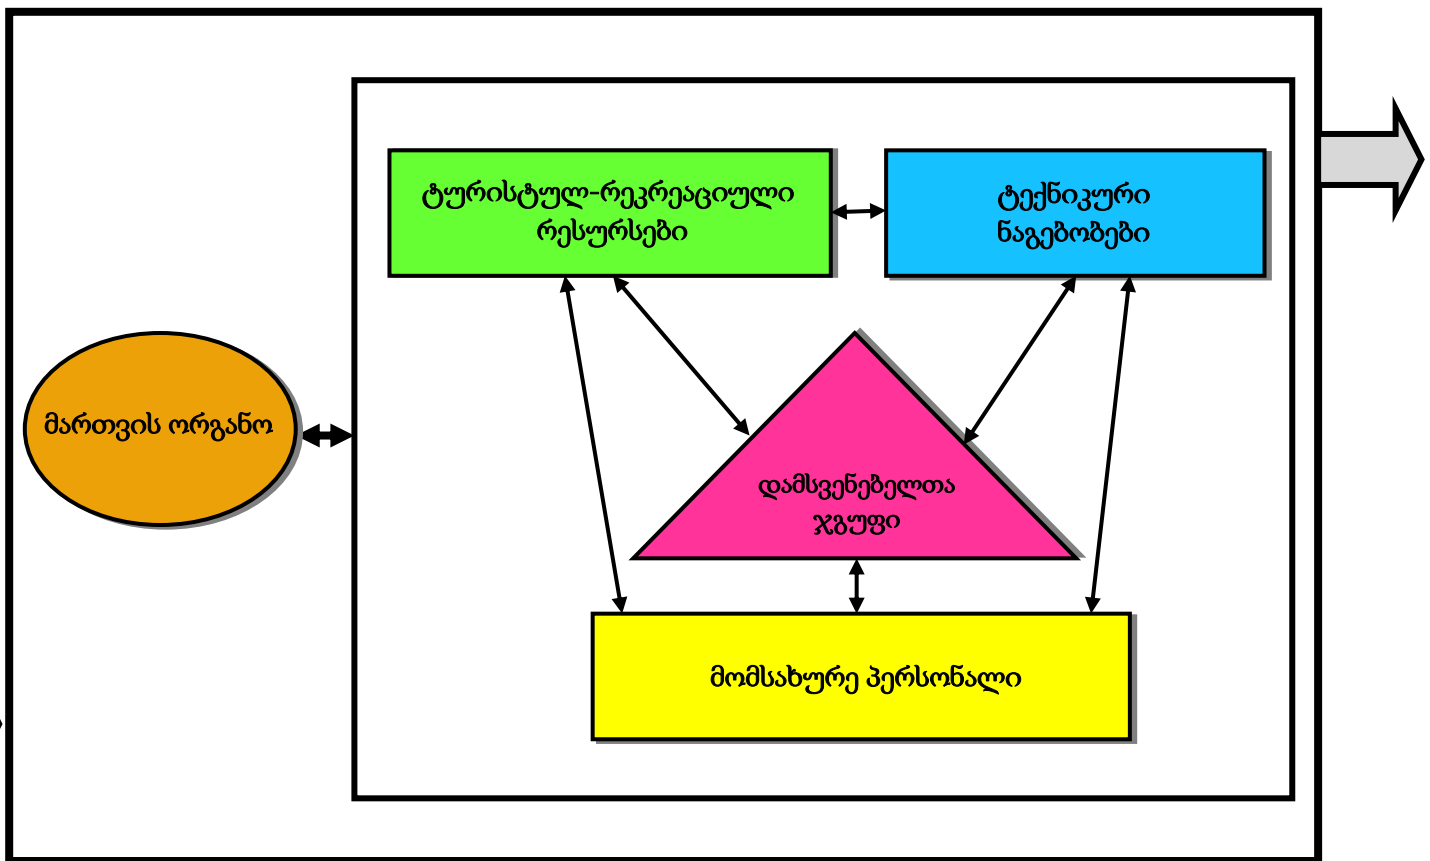 ტურისტულ-რეკრეაციული
რესურსები
ტექნიკური
ნაგებობები
მართვის ორგანო
დამსვენებელთა
ჯგუფი
მომსახურე პერსონალი